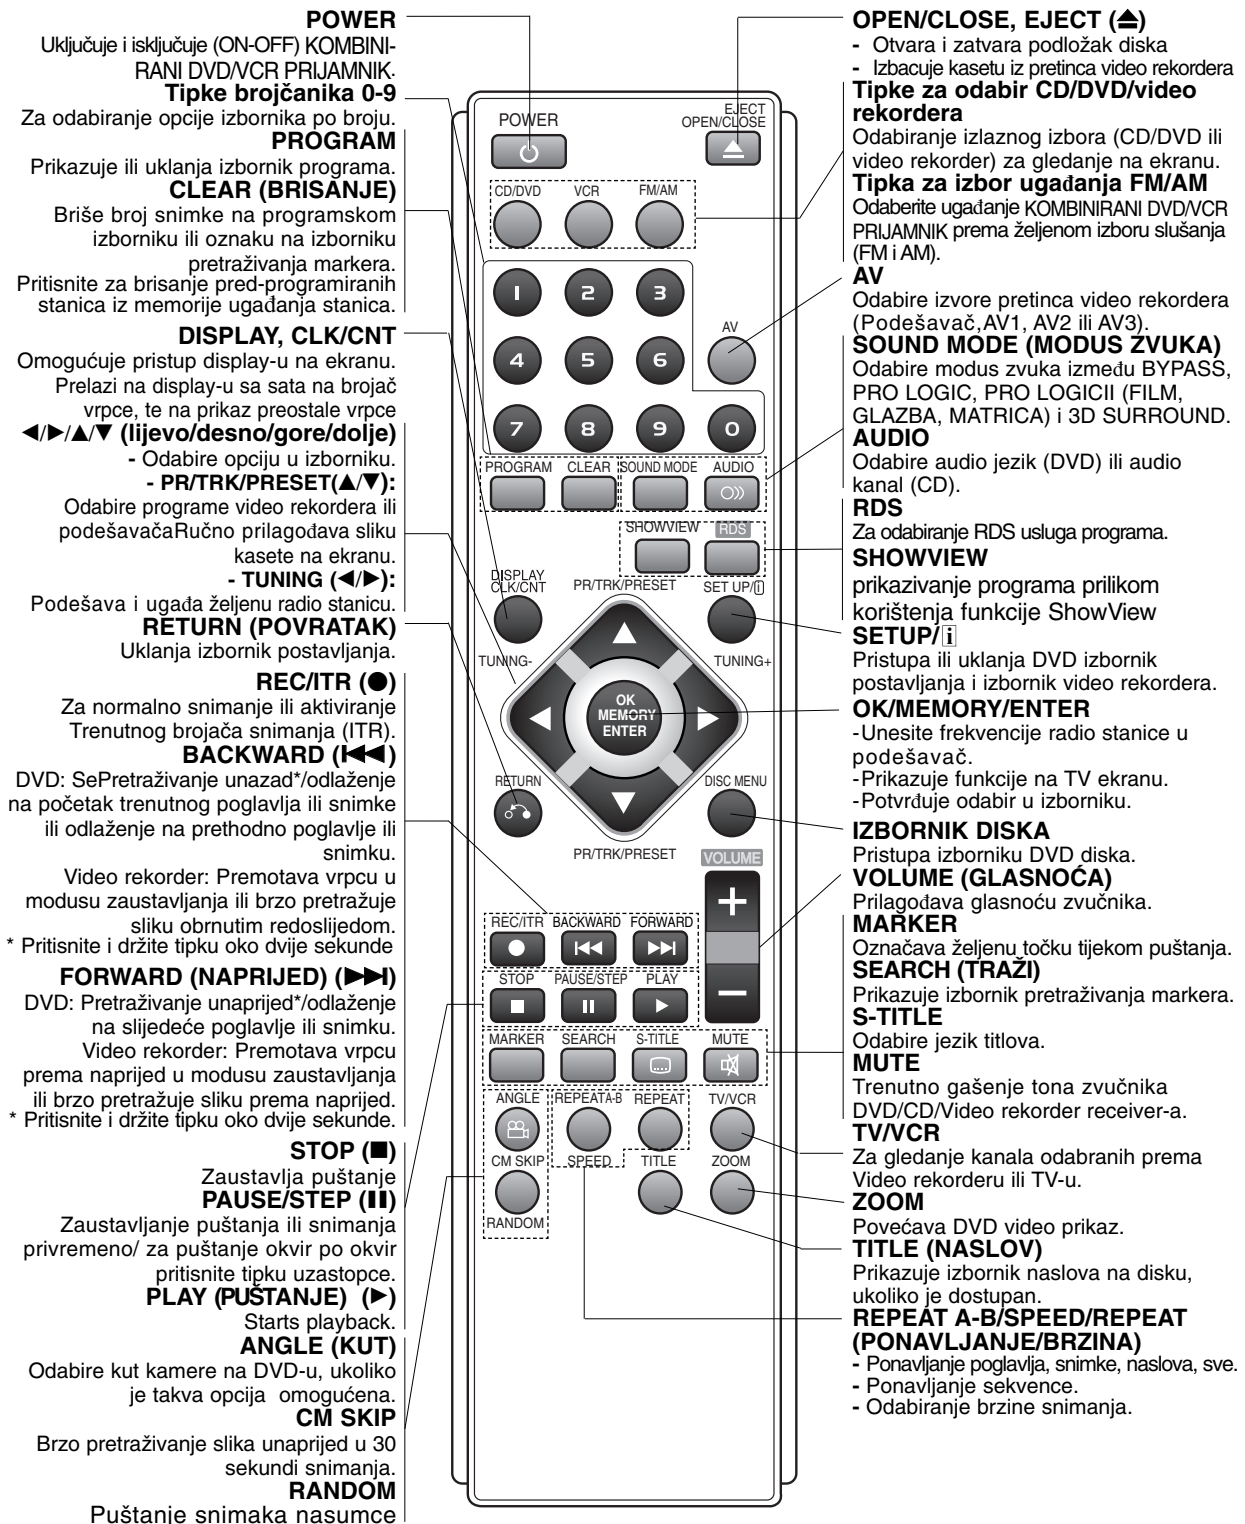 POWER
Uključuje i isključuje (ON-OFF) KOMBINI-
RANI DVD/VCR PRIJAMNIK.
Tipke brojčanika 0-9
Za odabiranje opcije izbornika po broju.
PROGRAM
Prikazuje ili uklanja izbornik programa.
CLEAR (BRISANJE)
Briše broj snimke na programskom
izborniku ili oznaku na izborniku
pretraživanja markera.
Pritisnite za brisanje pred-programiranih
stanica iz memorije ugađanja stanica.
DISPLAY, CLK/CNT
Omogućuje pristup display-u na ekranu.
Prelazi na display-u sa sata na brojač
vrpce, te na prikaz preostale vrpce
◀/▶/▲/▼ (lijevo/desno/gore/dolje)
- Odabire opciju u izborniku.
- PR/TRK/PRESET(▲/▼):
Odabire programe video rekordera ili
podešavačaRučno prilagođava sliku
kasete na ekranu.
- TUNING (◀/▶):
Podešava i ugađa željenu radio stanicu.
RETURN (POVRATAK)
Uklanja izbornik postavljanja.
REC/ITR (●)
Za normalno snimanje ili aktiviranje
Trenutnog brojača snimanja (ITR).
BACKWARD (⏮)
DVD: SePretraživanje unazad*/odlaženje
na početak trenutnog poglavlja ili snimke
ili odlaženje na prethodno poglavlje ili
snimku.
Video rekorder: Premotava vrpcu u
modusu zaustavljanja ili brzo pretražuje
sliku obrnutim redoslijedom.
* Pritisnite i držite tipku oko dvije sekunde
FORWARD (NAPRIJED) (⏭)
DVD: Pretraživanje unaprijed*/odlaženje
na slijedeće poglavlje ili snimku.
Video rekorder: Premotava vrpcu
prema naprijed u modusu zaustavljanja
ili brzo pretražuje sliku prema naprijed.
* Pritisnite i držite tipku oko dvije sekunde.
STOP (■)
Zaustavlja puštanje
PAUSE/STEP (⏸)
Zaustavljanje puštanja ili snimanja
privremeno/ za puštanje okvir po okvir
pritisnite tipku uzastopce.
PLAY (PUŠTANJE) (▶)
Starts playback.
ANGLE (KUT)
Odabire kut kamere na DVD-u, ukoliko
je takva opcija omogućena.
CM SKIP
Brzo pretraživanje slika unaprijed u 30
sekundi snimanja.
RANDOM
Puštanje snimaka nasumce
POWER
EJECT
OPEN/CLOSE
CD/DVD VCR FM/AM
1 2 3
AV
4 5 6
7 8 9 0
PROGRAM CLEAR SOUND MODE AUDIO
SHOWVIEW RDS
DISPLAY
CLK/CNT
PR/TRK/PRESET
SET UP/i
TUNING- TUNING+
OK
MEMORY
ENTER
RETURN DISC MENU
PR/TRK/PRESET
VOLUME
+
REC/ITR BACKWARD FORWARD
STOP PAUSE/STEP PLAY
−
MARKER SEARCH S-TITLE MUTE
ANGLE REPEATA-B REPEAT TV/VCR
CM SKIP SPEED TITLE ZOOM
RANDOM
OPEN/CLOSE, EJECT (⏏)
- Otvara i zatvara podložak diska
- Izbacuje kasetu iz pretinca video rekordera
Tipke za odabir CD/DVD/video
rekordera
Odabiranje izlaznog izbora (CD/DVD ili
video rekorder) za gledanje na ekranu.
Tipka za izbor ugađanja FM/AM
Odaberite ugađanje KOMBINIRANI DVD/VCR
PRIJAMNIK prema željenom izboru slušanja
(FM i AM).
AV
Odabire izvore pretinca video rekordera
(Podešavač,AV1, AV2 ili AV3).
SOUND MODE (MODUS ZVUKA)
Odabire modus zvuka između BYPASS,
PRO LOGIC, PRO LOGICII (FILM,
GLAZBA, MATRICA) i 3D SURROUND.
AUDIO
Odabire audio jezik (DVD) ili audio
kanal (CD).
RDS
Za odabiranje RDS usluga programa.
SHOWVIEW
prikazivanje programa prilikom
korištenja funkcije ShowView
SETUP/i
Pristupa ili uklanja DVD izbornik
postavljanja i izbornik video rekordera.
OK/MEMORY/ENTER
-Unesite frekvencije radio stanice u
podešavač.
-Prikazuje funkcije na TV ekranu.
-Potvrđuje odabir u izborniku.
IZBORNIK DISKA
Pristupa izborniku DVD diska.
VOLUME (GLASNOĆA)
Prilagođava glasnoću zvučnika.
MARKER
Označava željenu točku tijekom puštanja.
SEARCH (TRAŽI)
Prikazuje izbornik pretraživanja markera.
S-TITLE
Odabire jezik titlova.
MUTE
Trenutno gašenje tona zvučnika
DVD/CD/Video rekorder receiver-a.
TV/VCR
Za gledanje kanala odabranih prema
Video rekorderu ili TV-u.
ZOOM
Povećava DVD video prikaz.
TITLE (NASLOV)
Prikazuje izbornik naslova na disku,
ukoliko je dostupan.
REPEAT A-B/SPEED/REPEAT
(PONAVLJANJE/BRZINA)
- Ponavljanje poglavlja, snimke, naslova, sve.
- Ponavljanje sekvence.
- Odabiranje brzine snimanja.